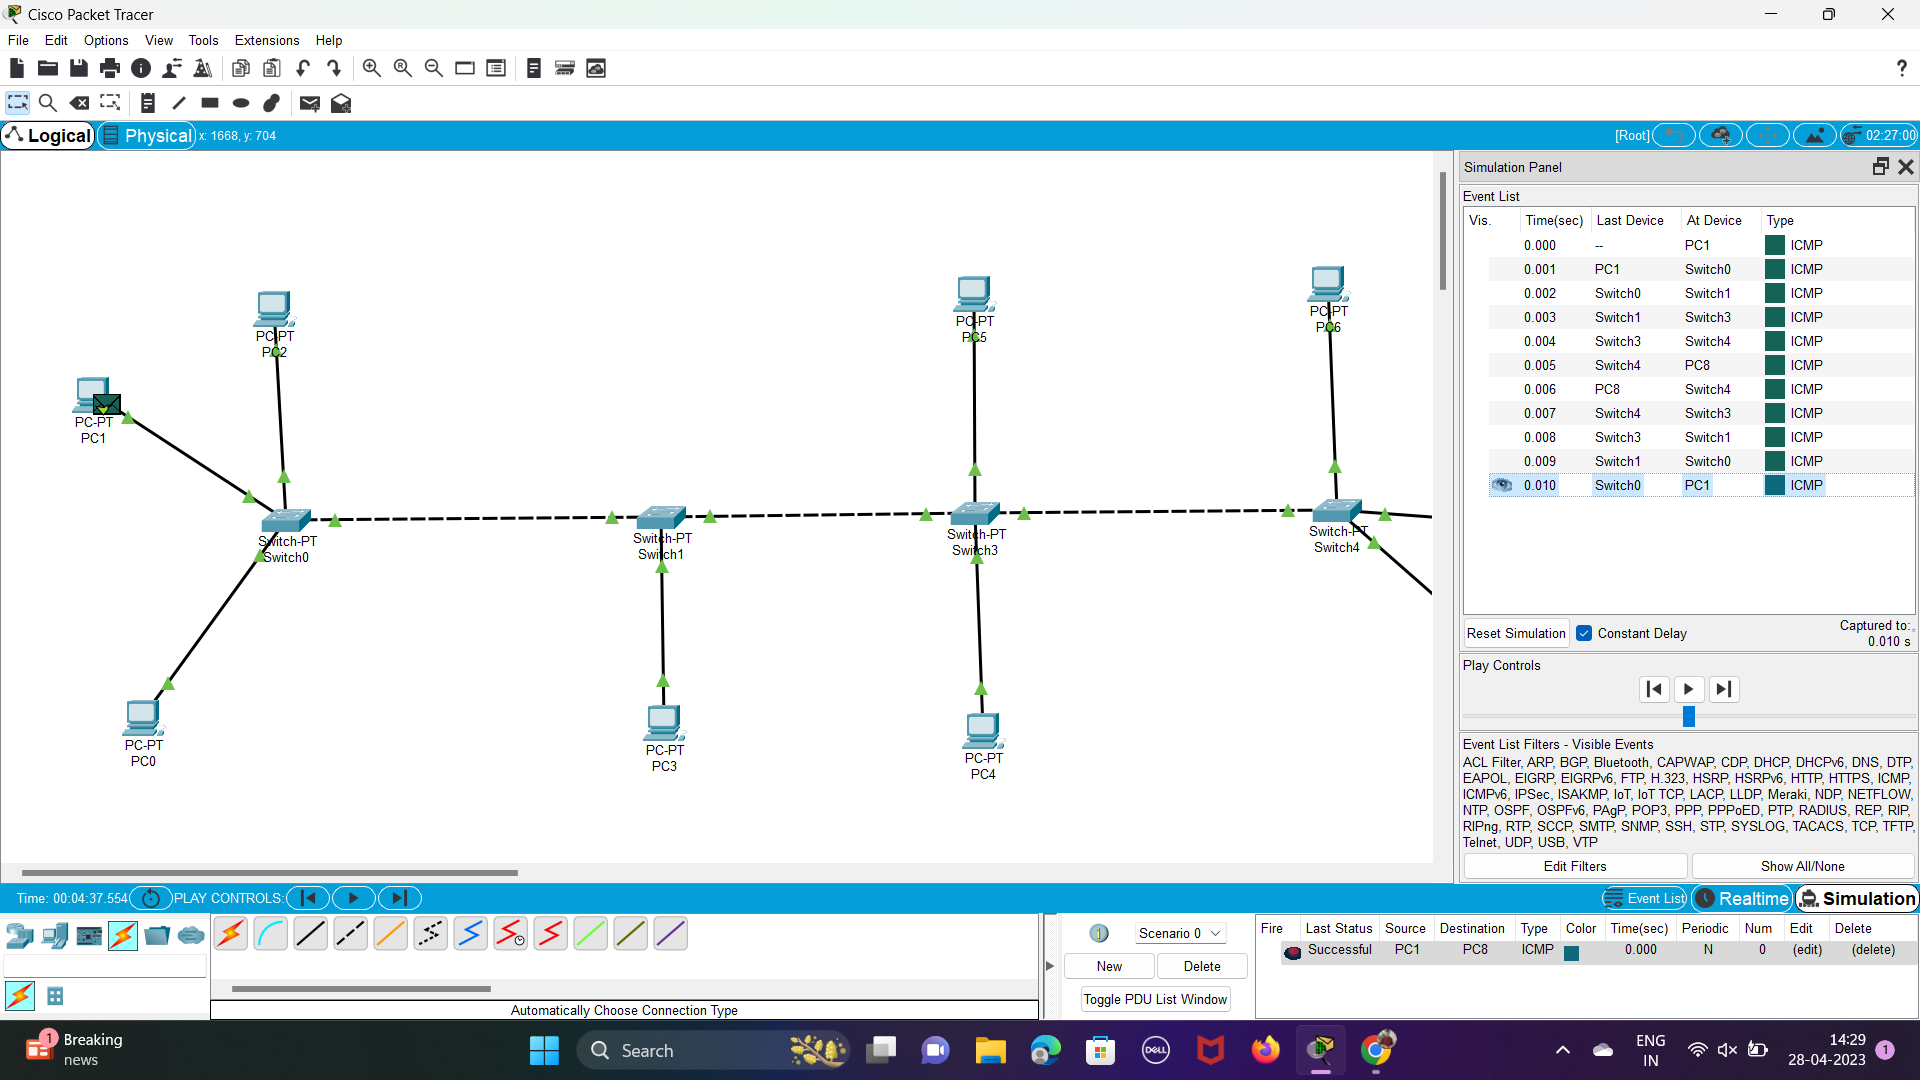 Cisco Packet Tracer
File Edit Options View Tools Extensions Help
?
Logical Physical x: 1668, y: 704 [Root] 02:27:00
PC-PT
PC2
PC-PT
PC1
PC-PT
PC5
PC-PT
PC6
Switch-PT
Switch0
Switch-PT
Switch1
Switch-PT
Switch3
Switch-PT
Switch4
PC-PT
PC0
PC-PT
PC3
PC-PT
PC4
Simulation Panel
Event List
Vis. Time(sec) Last Device At Device Type
0.000 -- PC1 ICMP
0.001 PC1 Switch0 ICMP
0.002 Switch0 Switch1 ICMP
0.003 Switch1 Switch3 ICMP
0.004 Switch3 Switch4 ICMP
0.005 Switch4 PC8 ICMP
0.006 PC8 Switch4 ICMP
0.007 Switch4 Switch3 ICMP
0.008 Switch3 Switch1 ICMP
0.009 Switch1 Switch0 ICMP
0.010 Switch0 PC1 ICMP
Reset Simulation Constant Delay Captured to:
0.010 s
Play Controls
Event List Filters - Visible Events
ACL Filter, ARP, BGP, Bluetooth, CAPWAP, CDP, DHCP, DHCPv6, DNS, DTP,
EAPOL, EIGRP, EIGRPv6, FTP, H.323, HSRP, HSRPv6, HTTP, HTTPS, ICMP,
ICMPv6, IPSec, ISAKMP, IoT, IoT TCP, LACP, LLDP, Meraki, NDP, NETFLOW,
NTP, OSPF, OSPFv6, PAgP, POP3, PPP, PPPoED, PTP, RADIUS, REP, RIP,
RIPng, RTP, SCCP, SMTP, SNMP, SSH, STP, SYSLOG, TACACS, TCP, TFTP,
Telnet, UDP, USB, VTP
Edit Filters Show All/None
Time: 00:04:37.554 PLAY CONTROLS: Event List Realtime Simulation
Automatically Choose Connection Type
Scenario 0
New Delete
Toggle PDU List Window
Fire Last Status Source Destination Type Color Time(sec) Periodic Num Edit Delete
Successful PC1 PC8 ICMP 0.000 N 0 (edit) (delete)
1 Breaking
news
Search
DELL
ENG
IN
14:29
28-04-2023
1